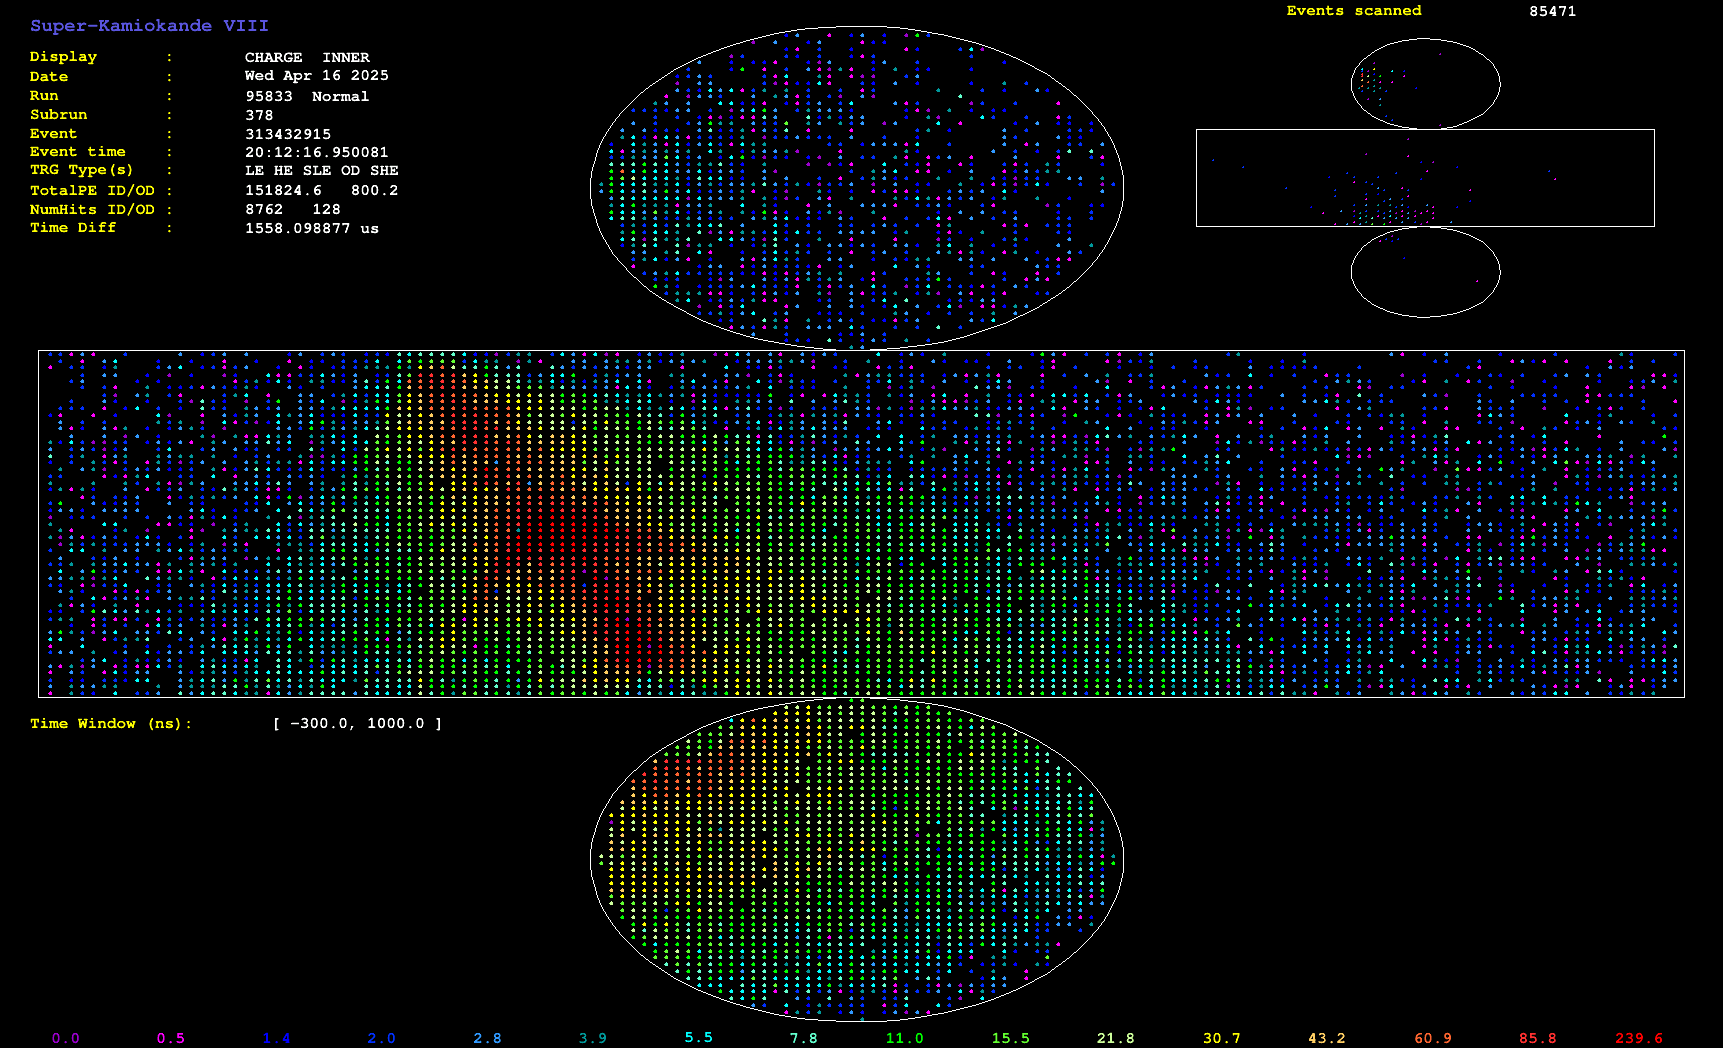 Super-Kamiokande VIII
Events scanned 85471
Display : CHARGE INNER
Date : Wed Apr 16 2025
Run : 95833 Normal
Subrun : 378
Event : 313432915
Event time : 20:12:16.950081
TRG Type(s) : LE HE SLE OD SHE
TotalPE ID/OD : 151824.6 800.2
NumHits ID/OD : 8762 128
Time Diff : 1558.098877 us
Time Window (ns): [ -300.0, 1000.0 ]
0.0 0.5 1.4 2.0 2.8 3.9 5.5 7.8 11.0 15.5 21.8 30.7 43.2 60.9 85.8 239.6